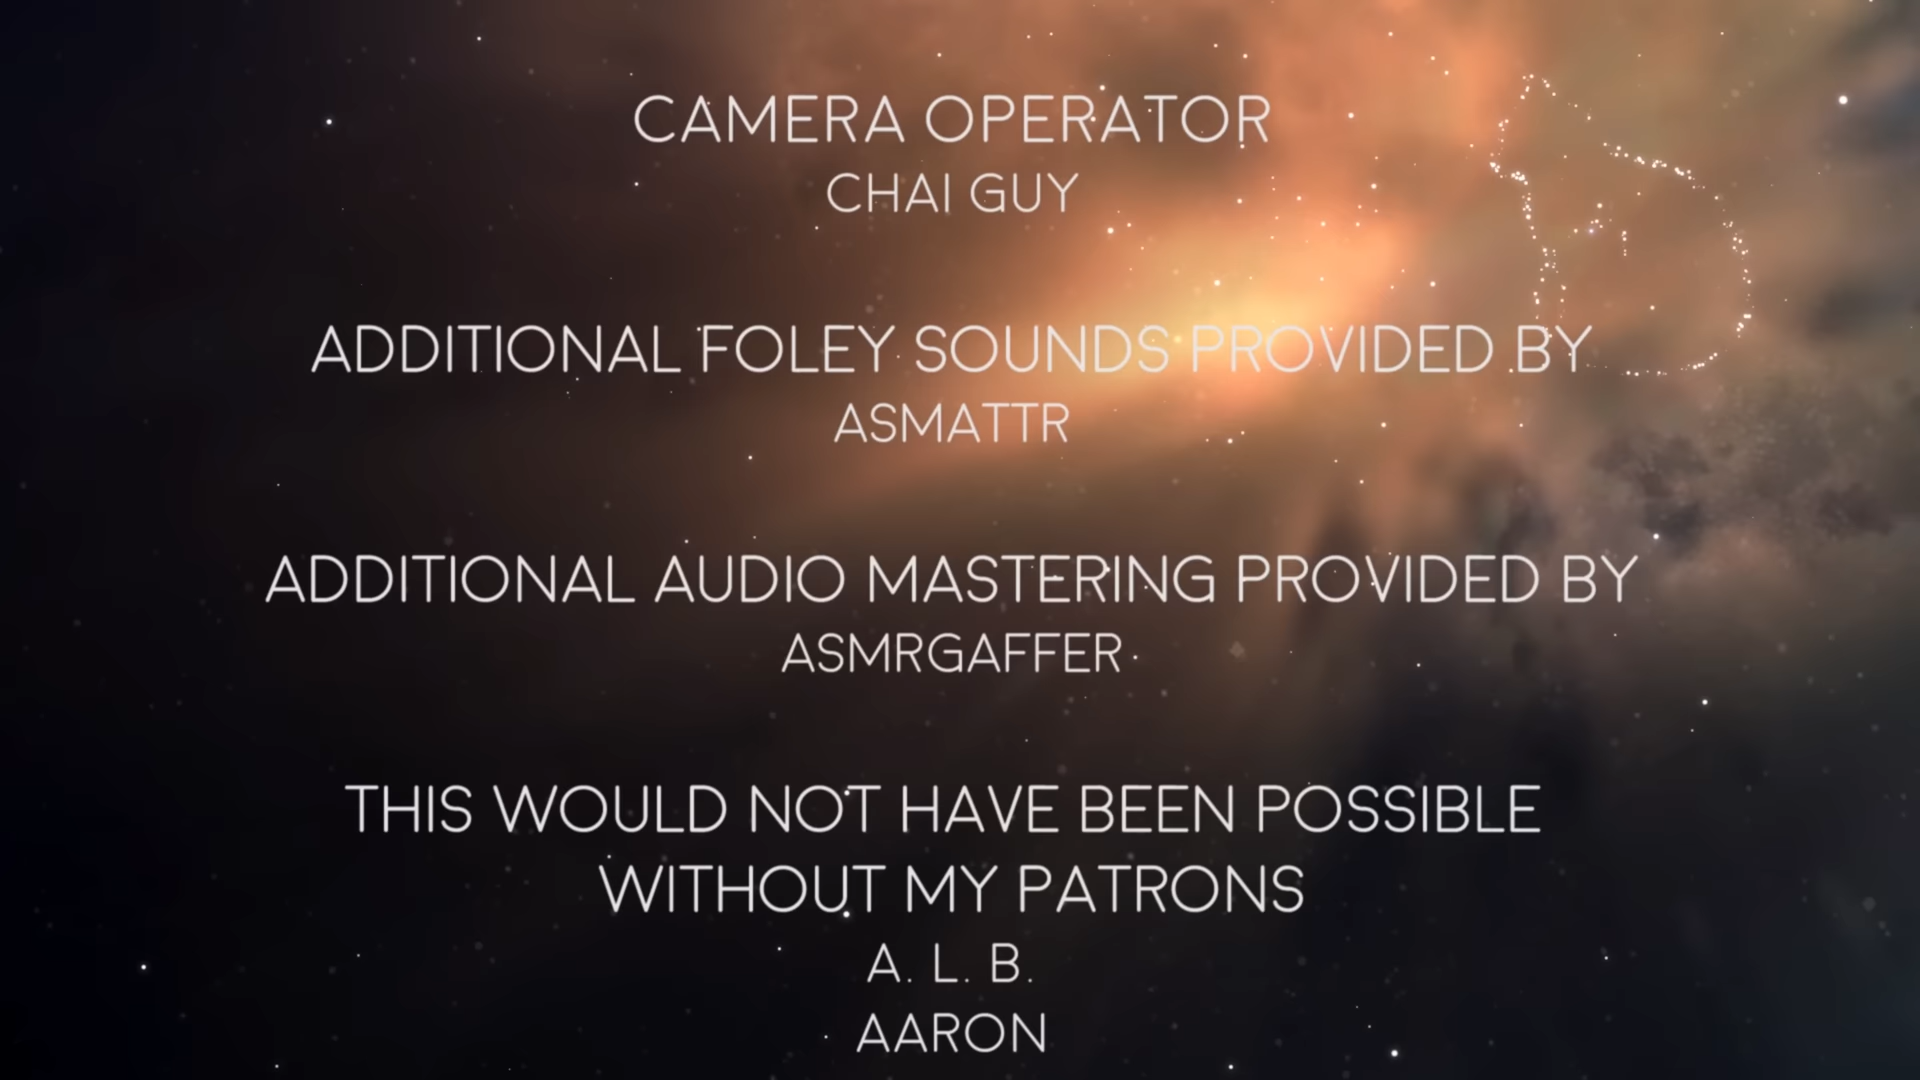 CAMERA OPERATOR
CHAI GUY
ADDITIONAL FOLEY SOUNDS PROVIDED BY
ASMATTR
ADDITIONAL AUDIO MASTERING PROVIDED BY
ASMRGAFFER
THIS WOULD NOT HAVE BEEN POSSIBLE
WITHOUT MY PATRONS
A. L. B.
AARON